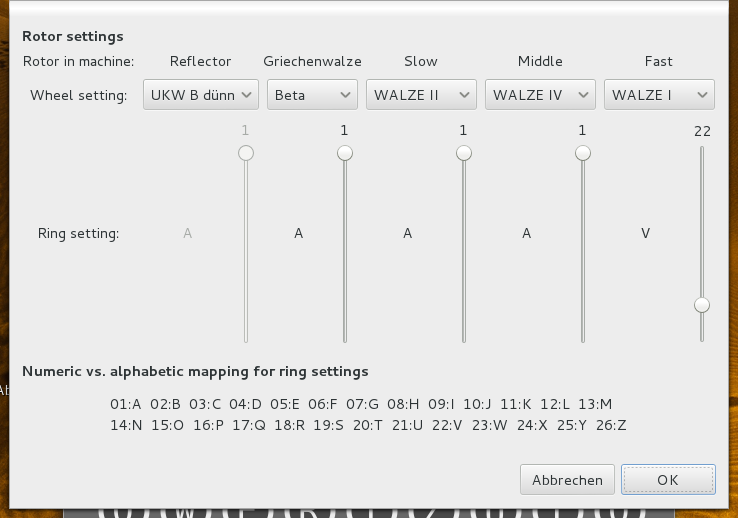 Rotor settings
Rotor in machine: Reflector Griechenwalze Slow Middle Fast
Wheel setting: UKW B dünn Beta WALZE II WALZE IV WALZE I
1 1 1 1 22
Ring setting: A A A A V
Numeric vs. alphabetic mapping for ring settings
01:A 02:B 03:C 04:D 05:E 06:F 07:G 08:H 09:I 10:J 11:K 12:L 13:M
14:N 15:O 16:P 17:Q 18:R 19:S 20:T 21:U 22:V 23:W 24:X 25:Y 26:Z
Abbrechen OK